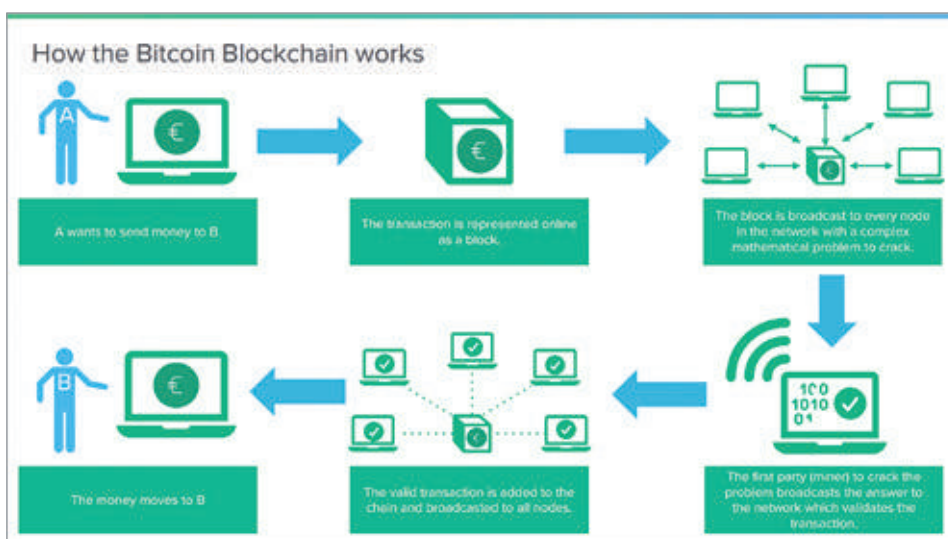 How the Bitcoin Blockchain works
A
€
€
€
A wants to send money to B.
The transaction is represented online
as a block.
The block is broadcast to every node
in the network with a complex
mathematical problem to crack.
B
€
€
100
1010
01
The money moves to B
The valid transaction is added to the
chain and broadcasted to all nodes.
The first party (miner) to crack the
problem broadcasts the answer to
the network which validates the
transaction.